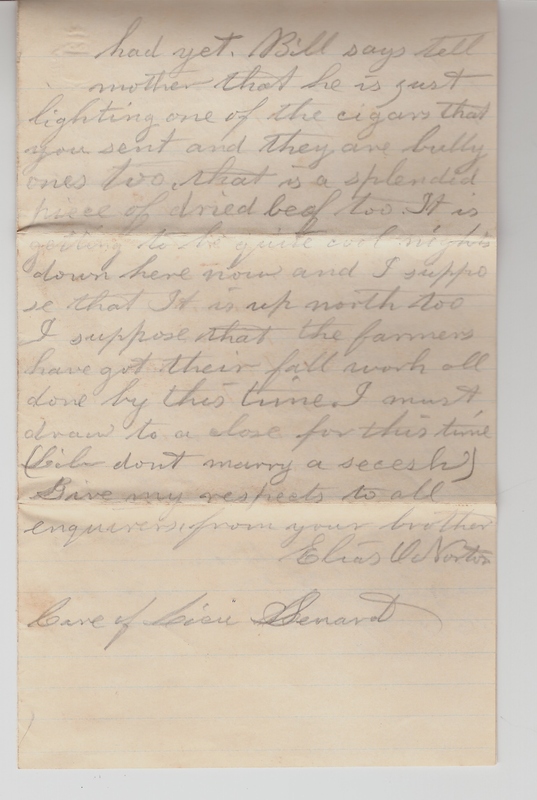 had yet. Bill says tell
mother that he is just
lighting one of the cigars that
you sent and they are bully
ones two, that is a splendid
piece of dried beef too. It is
getting to be quite cool nights
down here now and I suppo
se that It is up north too
I suppose that the farmers
have got their fall work all
done by this time. I must
draw to a close for this time
( dont marry a secesh)
Give my respects to all
enquirers from your brother
Elias Norton
Care of